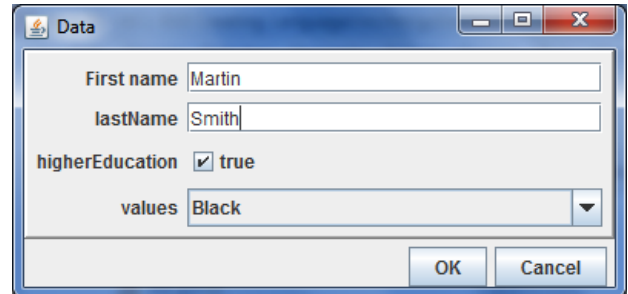 Data
First name Martin
lastName Smith
higherEducation true
values Black
OK Cancel